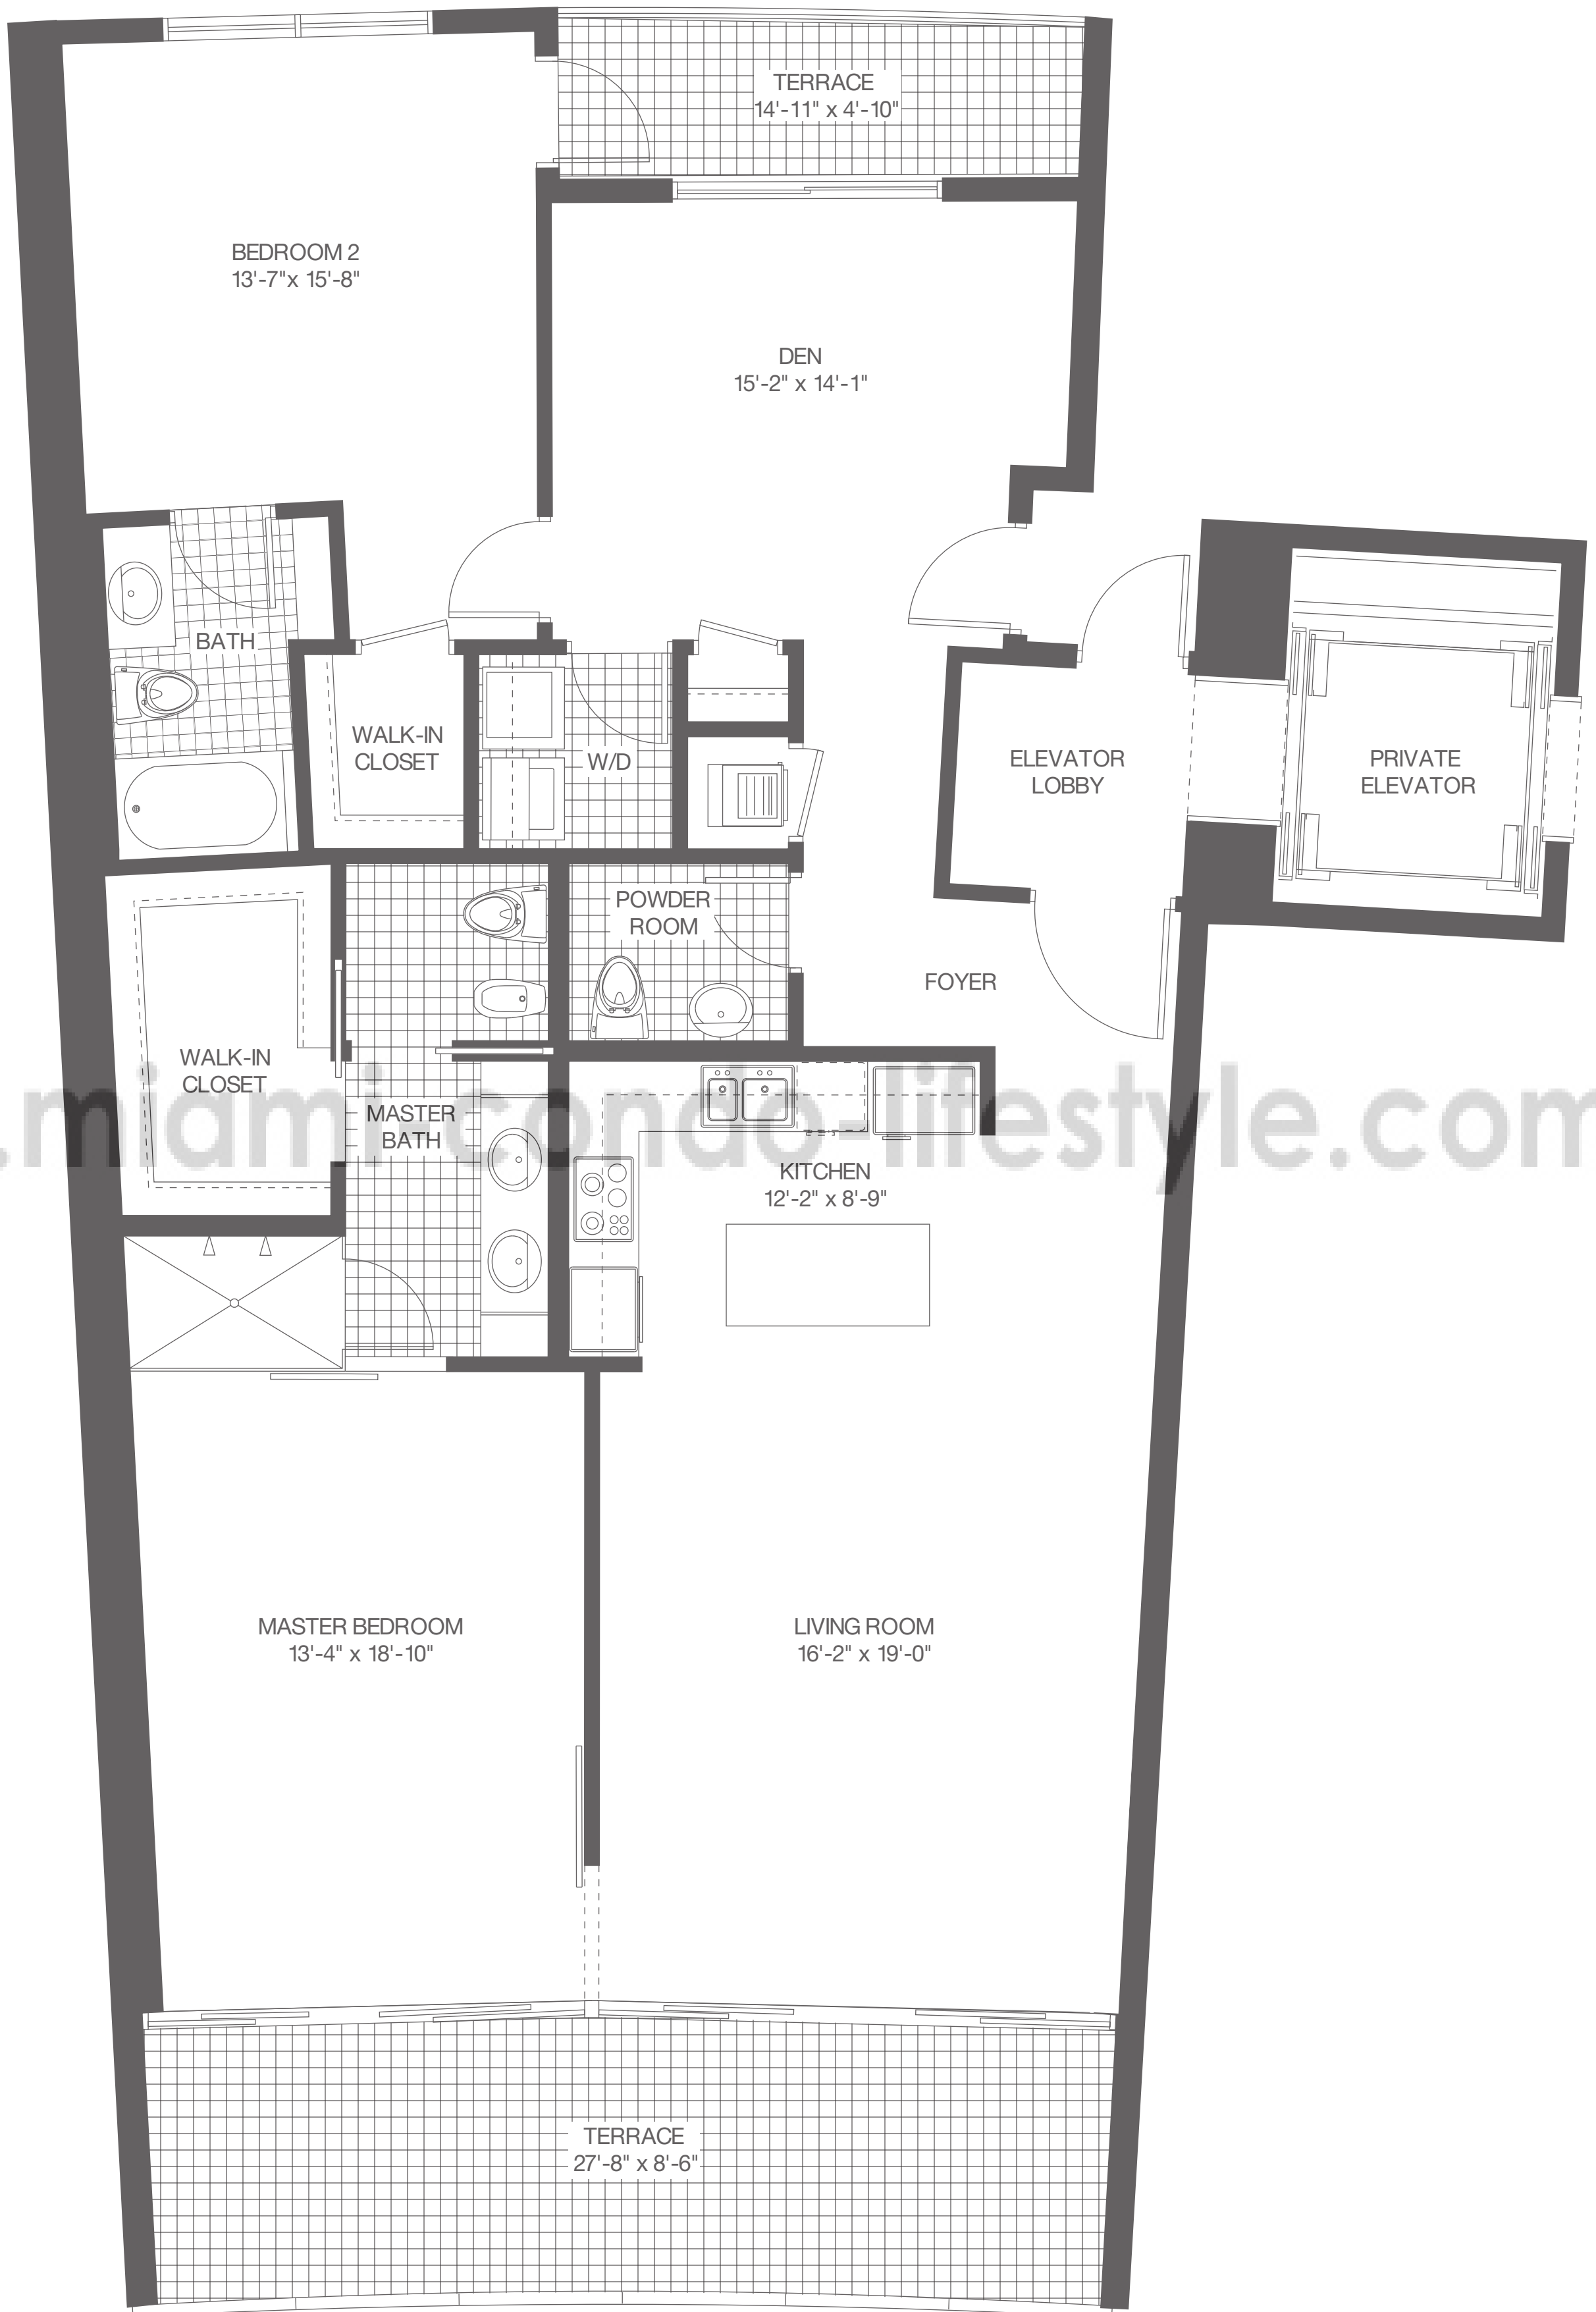 TERRACE
14'-11" x 4'-10"
BEDROOM 2
13'-7"x 15'-8"
DEN
15'-2" x 14'-1"
BATH
WALK-IN
CLOSET
W/D
ELEVATOR
LOBBY
PRIVATE
ELEVATOR
POWDER
ROOM
FOYER
WALK-IN
CLOSET
.miami-condo-lifestyle.com
MASTER
BATH
KITCHEN
12'-2" x 8'-9"
MASTER BEDROOM
13'-4" x 18'-10"
LIVING ROOM
16'-2" x 19'-0"
TERRACE
27'-8" x 8'-6"